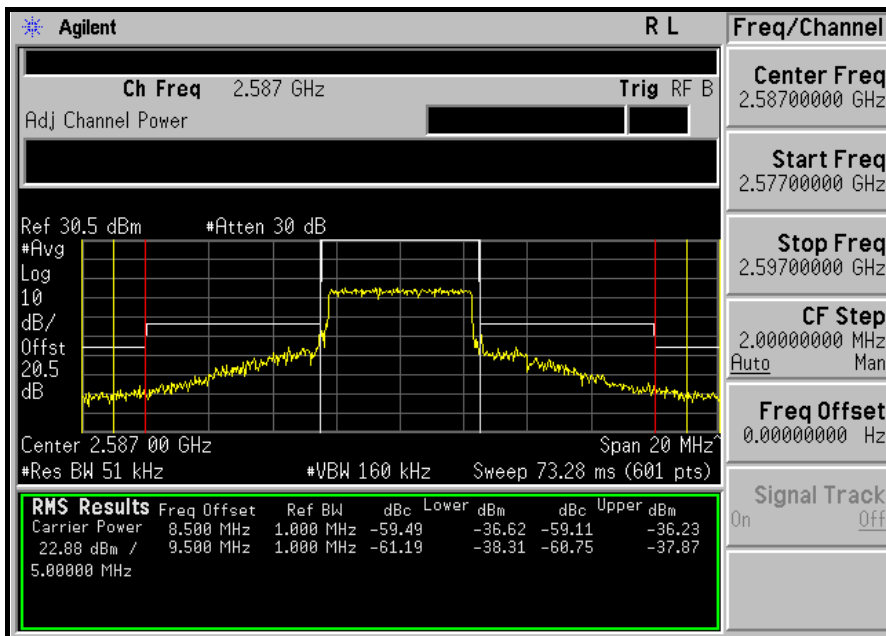 Agilent R L Freq/Channel
Ch Freq 2.587 GHz Trig RF B
Adj Channel Power
Center Freq
2.58700000 GHz
Start Freq
2.57700000 GHz
Stop Freq
2.59700000 GHz
CF Step
2.00000000 MHz
Auto Man
Freq Offset
0.00000000 Hz
Signal Track
On Off
Ref 30.5 dBm #Atten 30 dB
#Avg
Log
10
dB/
Offst
20.5
dB
Center 2.587 00 GHz Span 20 MHz^
#Res BW 51 kHz #VBW 160 kHz Sweep 73.28 ms (601 pts)
RMS Results Freq Offset Ref BW dBc Lower dBm dBc Upper dBm
Carrier Power 8.500 MHz 1.000 MHz -59.49 -36.62 -59.11 -36.23
22.88 dBm / 9.500 MHz 1.000 MHz -61.19 -38.31 -60.75 -37.87
5.00000 MHz